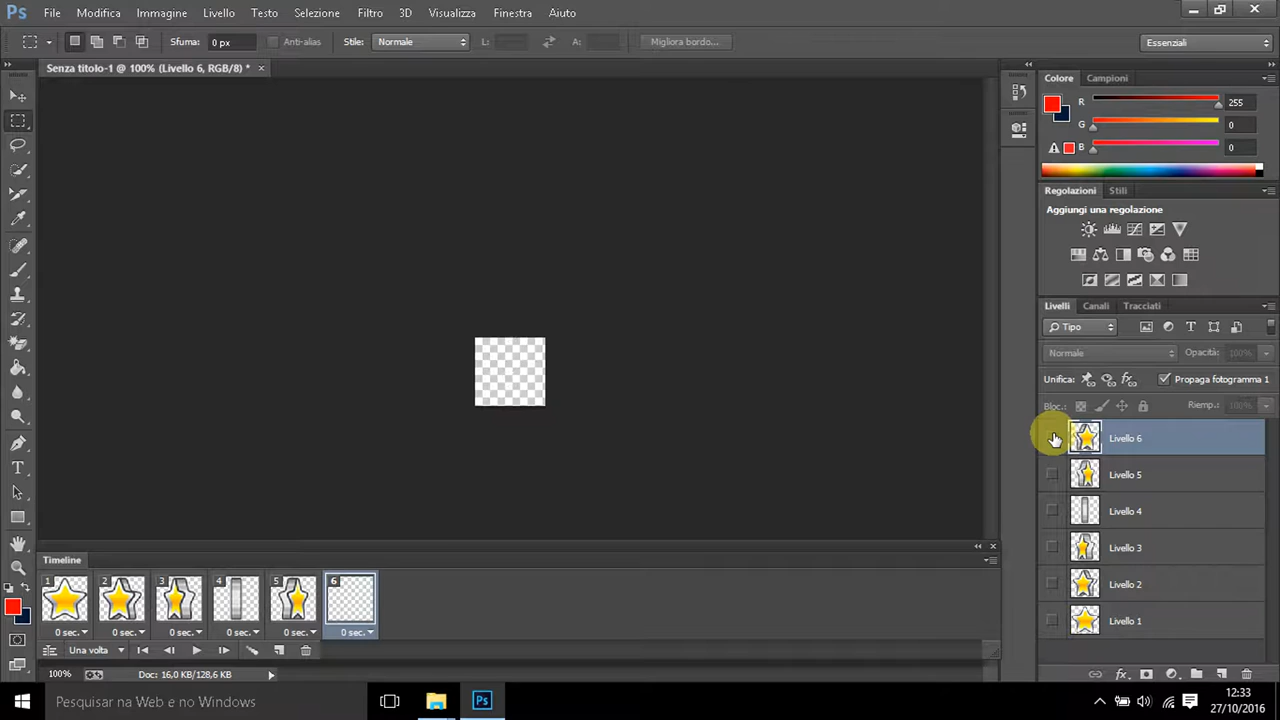 Ps File Modifica Immagine Livello Testo Selezione Filtro 3D Visualizza Finestra Aiuto
Sfuma: 0 px Anti-alias Stile: Normale L: A: Migliora bordo... Essenziali
Senza titolo-1 @ 100% (Livello 6, RGB/8) * ×
Colore Campioni
R 255
G 0
B 0
Regolazioni Stili
Aggiungi una regolazione
Livelli Canali Tracciati
Tipo
Normale Opacità: 100%
Unifica: Propaga fotogramma 1
Bloc.: Riemp.: 100%
Livello 6
Livello 5
Livello 4
Livello 3
Livello 2
Livello 1
Timeline
1 2 3 4 5 6
0 sec. 0 sec. 0 sec. 0 sec. 0 sec. 0 sec.
Una volta
100% Doc: 16,0 KB/128,6 KB
Pesquisar na Web e no Windows
Ps
12:33
27/10/2016